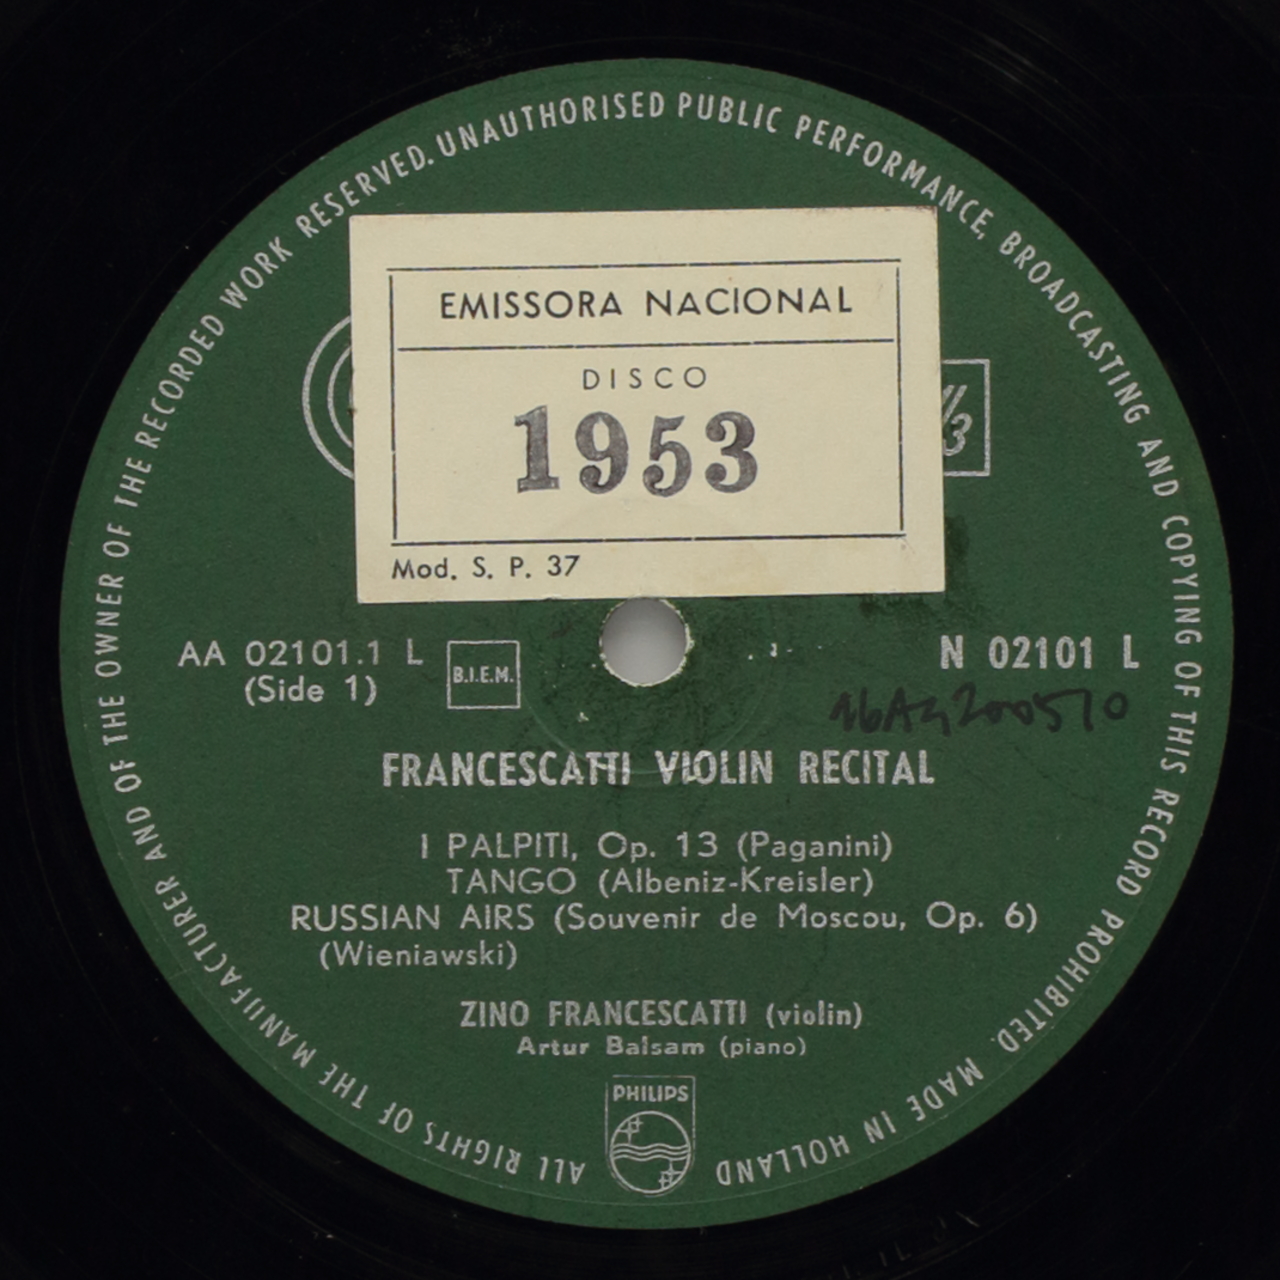 ALL RIGHTS OF THE MANUFACTURER AND OF THE OWNER OF THE RECORDED WORK RESERVED. UNAUTHORISED PUBLIC PERFORMANCE, BROADCASTING AND COPYING OF THIS RECORD PROHIBITED. MADE IN HOLLAND
EMISSORA NACIONAL
DISCO
1953
Mod. S. P. 37
AA 02101.1 L
(Side 1)
B.I.E.M.
N 02101 L
FRANCESCATTI VIOLIN RECITAL
I PALPITI, Op. 13 (Paganini)
TANGO (Albeniz-Kreisler)
RUSSIAN AIRS (Souvenir de Moscou, Op. 6)
(Wieniawski)
ZINO FRANCESCATTI (violin)
Artur Balsam (piano)
PHILIPS